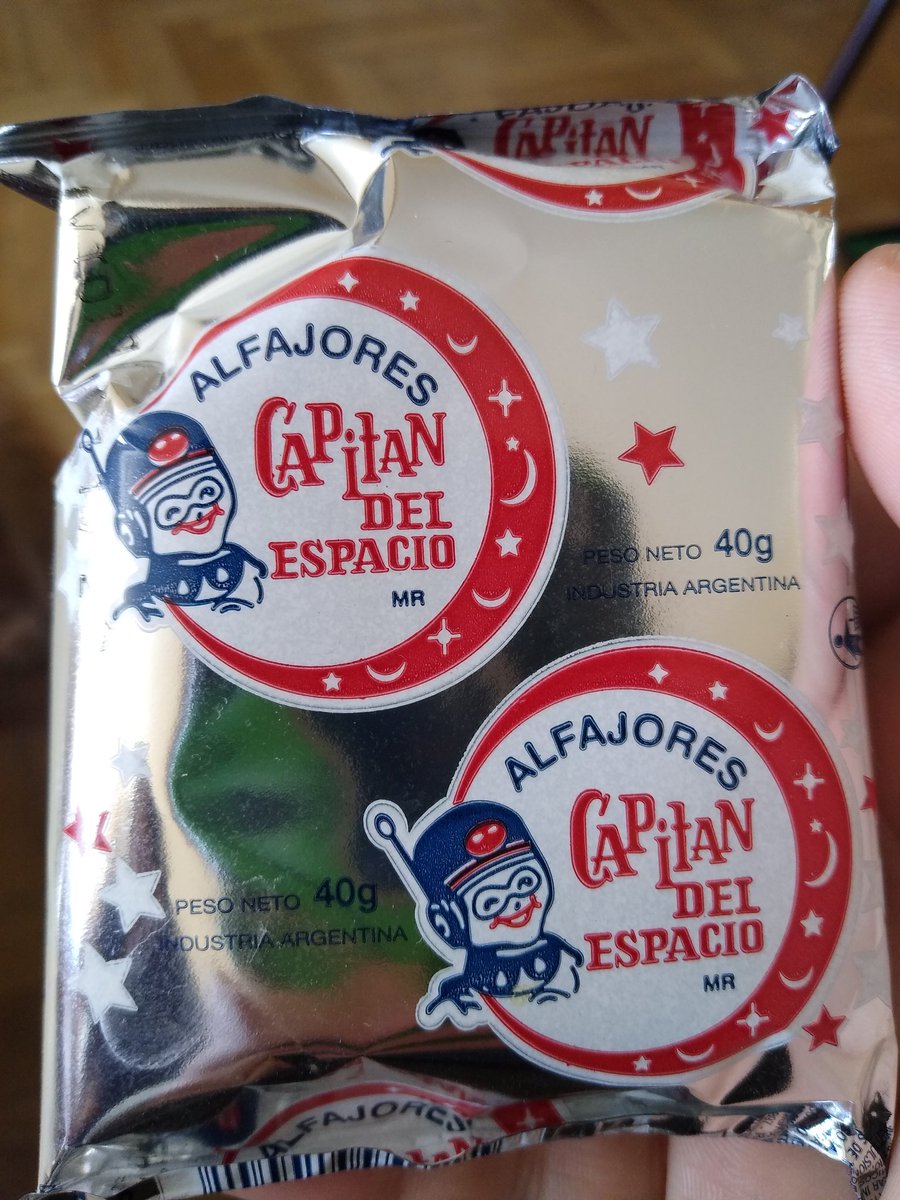 CAPitAN
ALFAJORES
CAPitAN
DEL
ESPACIO
MR
PESO NETO 40g
INDUSTRIA ARGENTINA
ALFAJORES
CAPitAN
DEL
ESPACIO
MR
PESO NETO 40g
INDUSTRIA ARGENTINA
ALFAJORES